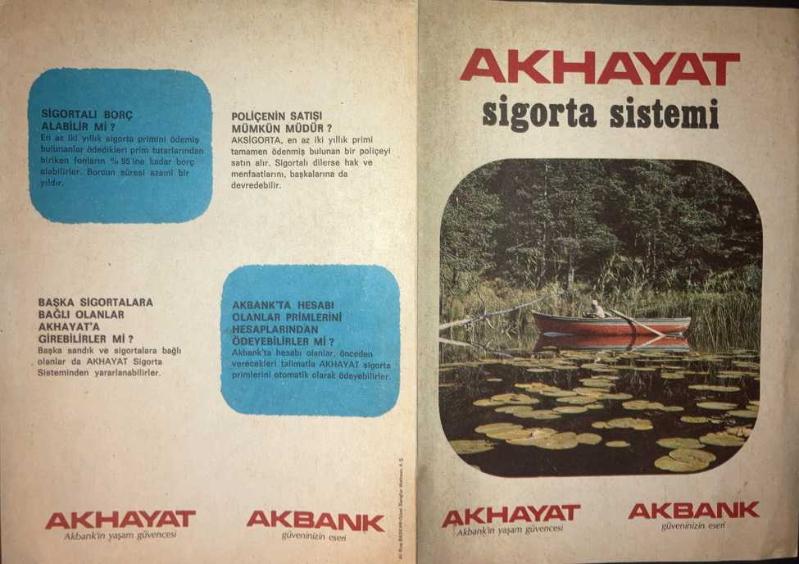 SİGORTALI BORÇ
ALABİLİR Mİ ?
En az iki yıllık sigorta primini ödemiş
bulunanlar ödedikleri prim tutarlarından
biriken fonların % 95 ine kadar borç
alabilirler. Borcun süresi azami bir
yıldır.
POLİÇENİN SATIŞI
MÜMKÜN MÜDÜR ?
AKSİGORTA, en az iki yıllık primi
tamamen ödenmiş bulunan bir poliçeyi
satın alır. Sigortalı dilerse hak ve
menfaatlarını, başkalarına da
devredebilir.
BAŞKA SİGORTALARA
BAĞLI OLANLAR
AKHAYAT'A
GİREBİLİRLER Mİ ?
Başka sandık ve sigortalara bağlı
olanlar da AKHAYAT Sigorta
Sisteminden yararlanabilirler.
AKBANK'TA HESABI
OLANLAR PRİMLERİNİ
HESAPLARINDAN
ÖDEYEBİLİRLER Mİ ?
Akbank'ta hesabı olanlar, önceden
verecekleri talimatla AKHAYAT sigorta
primlerini otomatik olarak ödeyebilirler.
AKHAYAT
Akbank'ın yaşam güvencesi
AKBANK
güveninizin eseri
AKHAYAT
sigorta sistemi
AKHAYAT
Akbank'ın yaşam güvencesi
AKBANK
güveninizin eseri